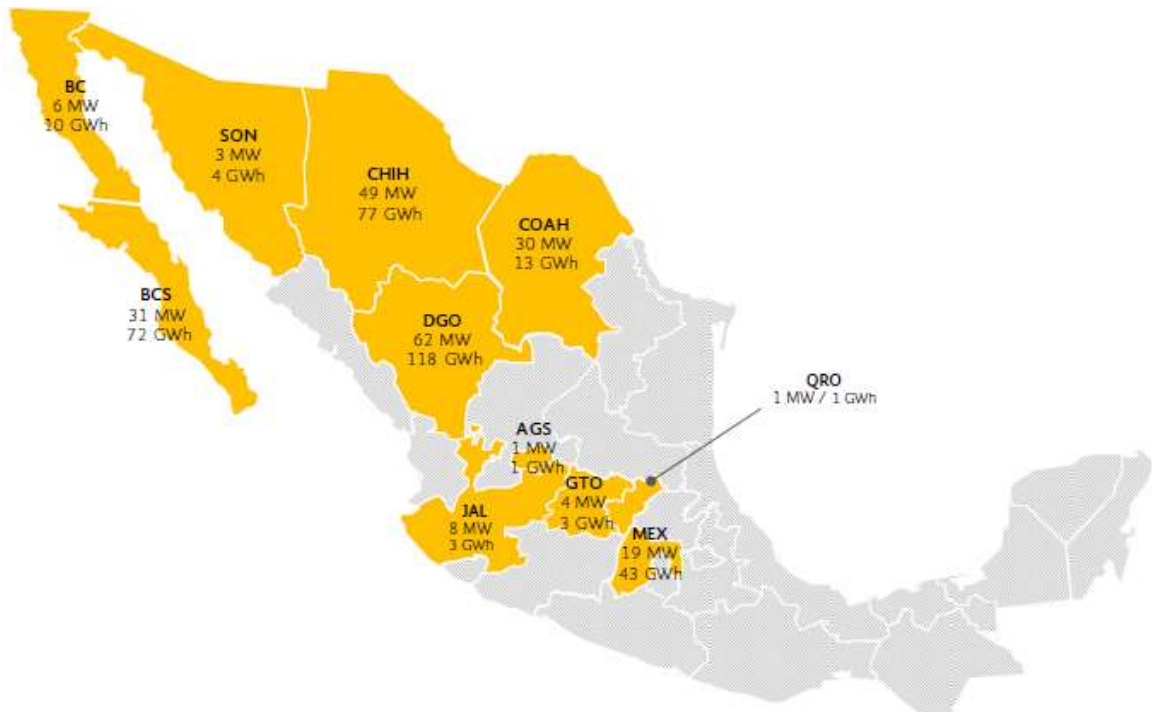 BC
6 MW
10 GWh
SON
3 MW
4 GWh
CHIH
49 MW
77 GWh
COAH
30 MW
13 GWh
BCS
31 MW
72 GWh
DGO
62 MW
118 GWh
QRO
1 MW / 1 GWh
AGS
1 MW
1 GWh
GTO
4 MW
3 GWh
JAL
8 MW
3 GWh
MEX
19 MW
43 GWh